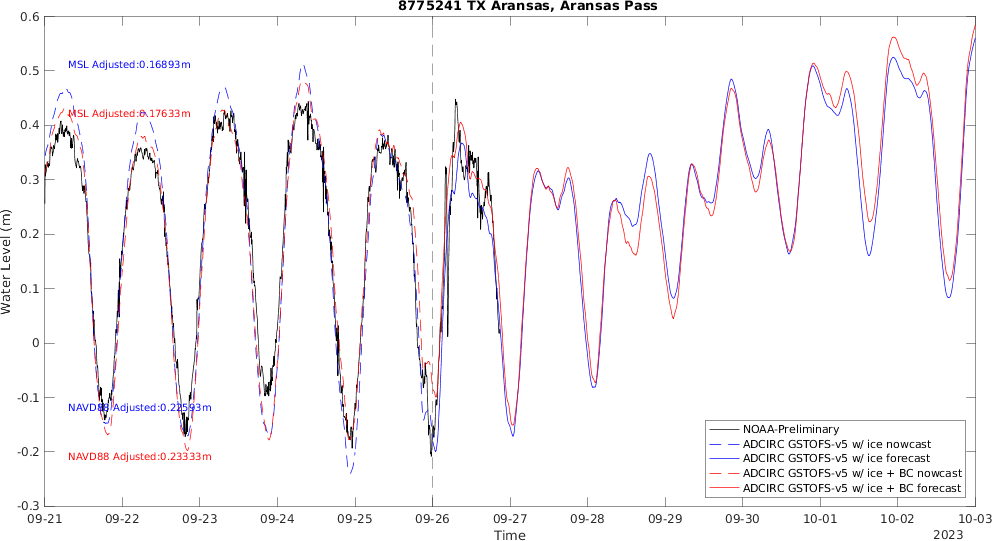 8775241 TX Aransas, Aransas Pass
0.6
0.5
0.4
0.3
0.2
0.1
0
-0.1
-0.2
-0.3
Water Level (m)
MSL Adjusted:0.16893m
MSL Adjusted:0.17633m
NAVD88 Adjusted:0.22593m
NAVD88 Adjusted:0.23333m
NOAA-Preliminary
ADCIRC GSTOFS-v5 w/ ice nowcast
ADCIRC GSTOFS-v5 w/ ice forecast
ADCIRC GSTOFS-v5 w/ ice + BC nowcast
ADCIRC GSTOFS-v5 w/ ice + BC forecast
09-21 09-22 09-23 09-24 09-25 09-26 09-27 09-28 09-29 09-30 10-01 10-02 10-03
Time
2023